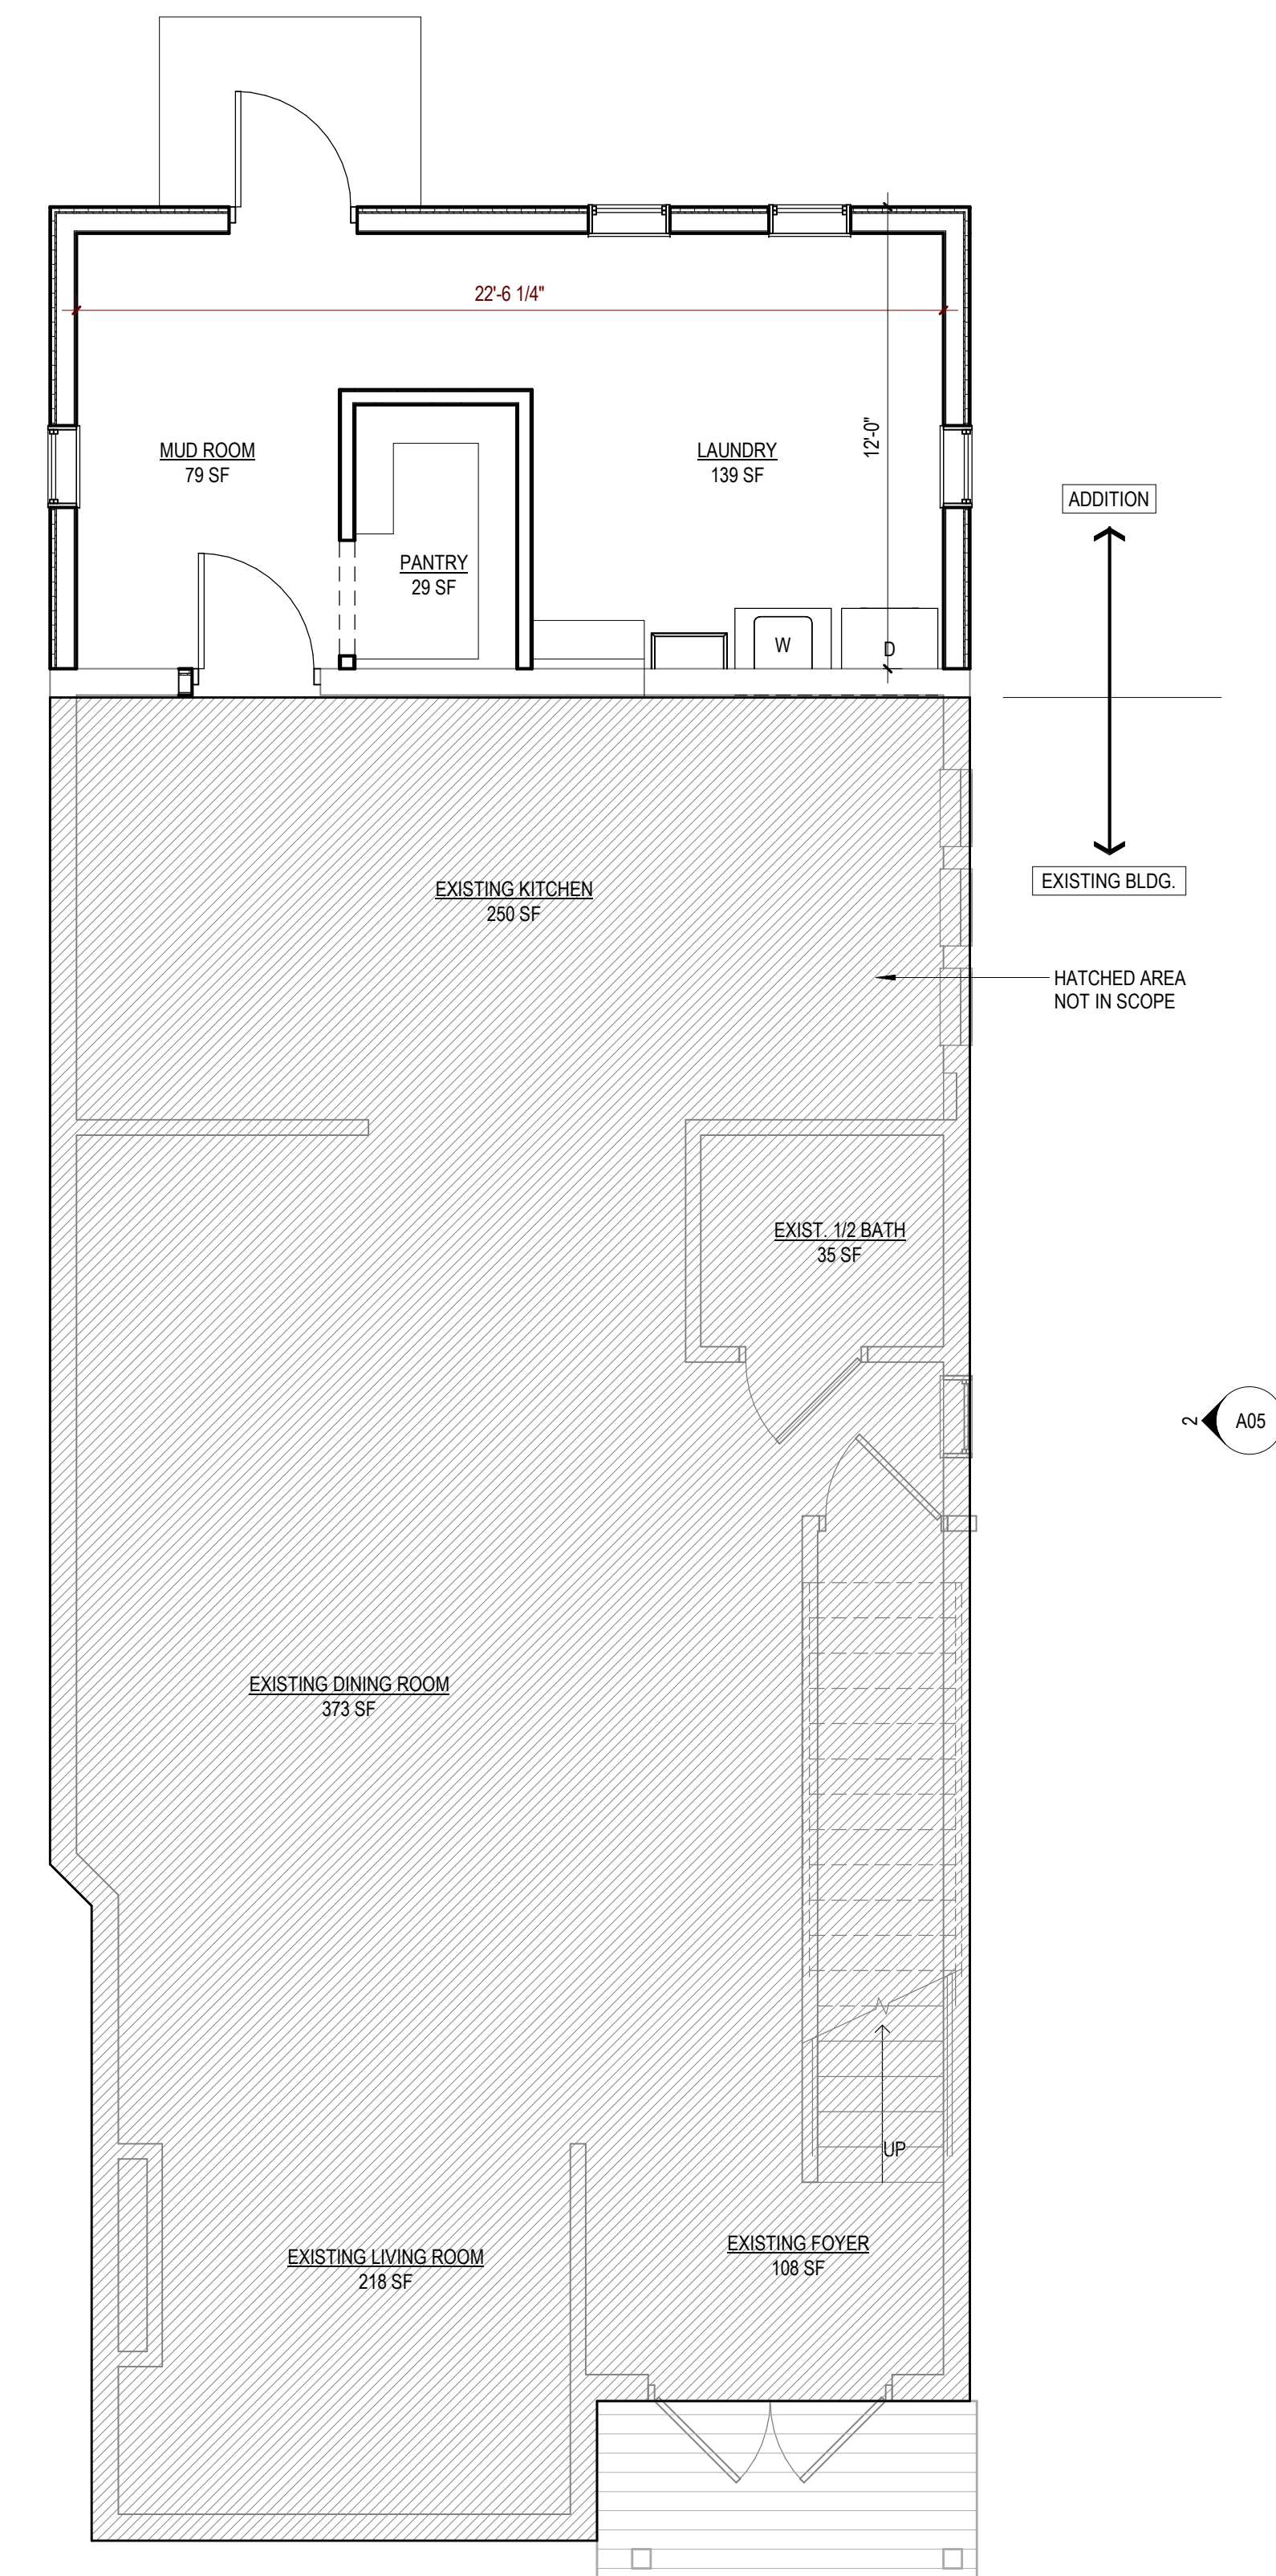 22'-6 1/4"
12'-0"
MUD ROOM
79 SF
LAUNDRY
139 SF
PANTRY
29 SF
W
D
ADDITION
EXISTING BLDG.
EXISTING KITCHEN
250 SF
HATCHED AREA
NOT IN SCOPE
EXIST. 1/2 BATH
35 SF
2
A05
EXISTING DINING ROOM
373 SF
UP
EXISTING LIVING ROOM
218 SF
EXISTING FOYER
108 SF